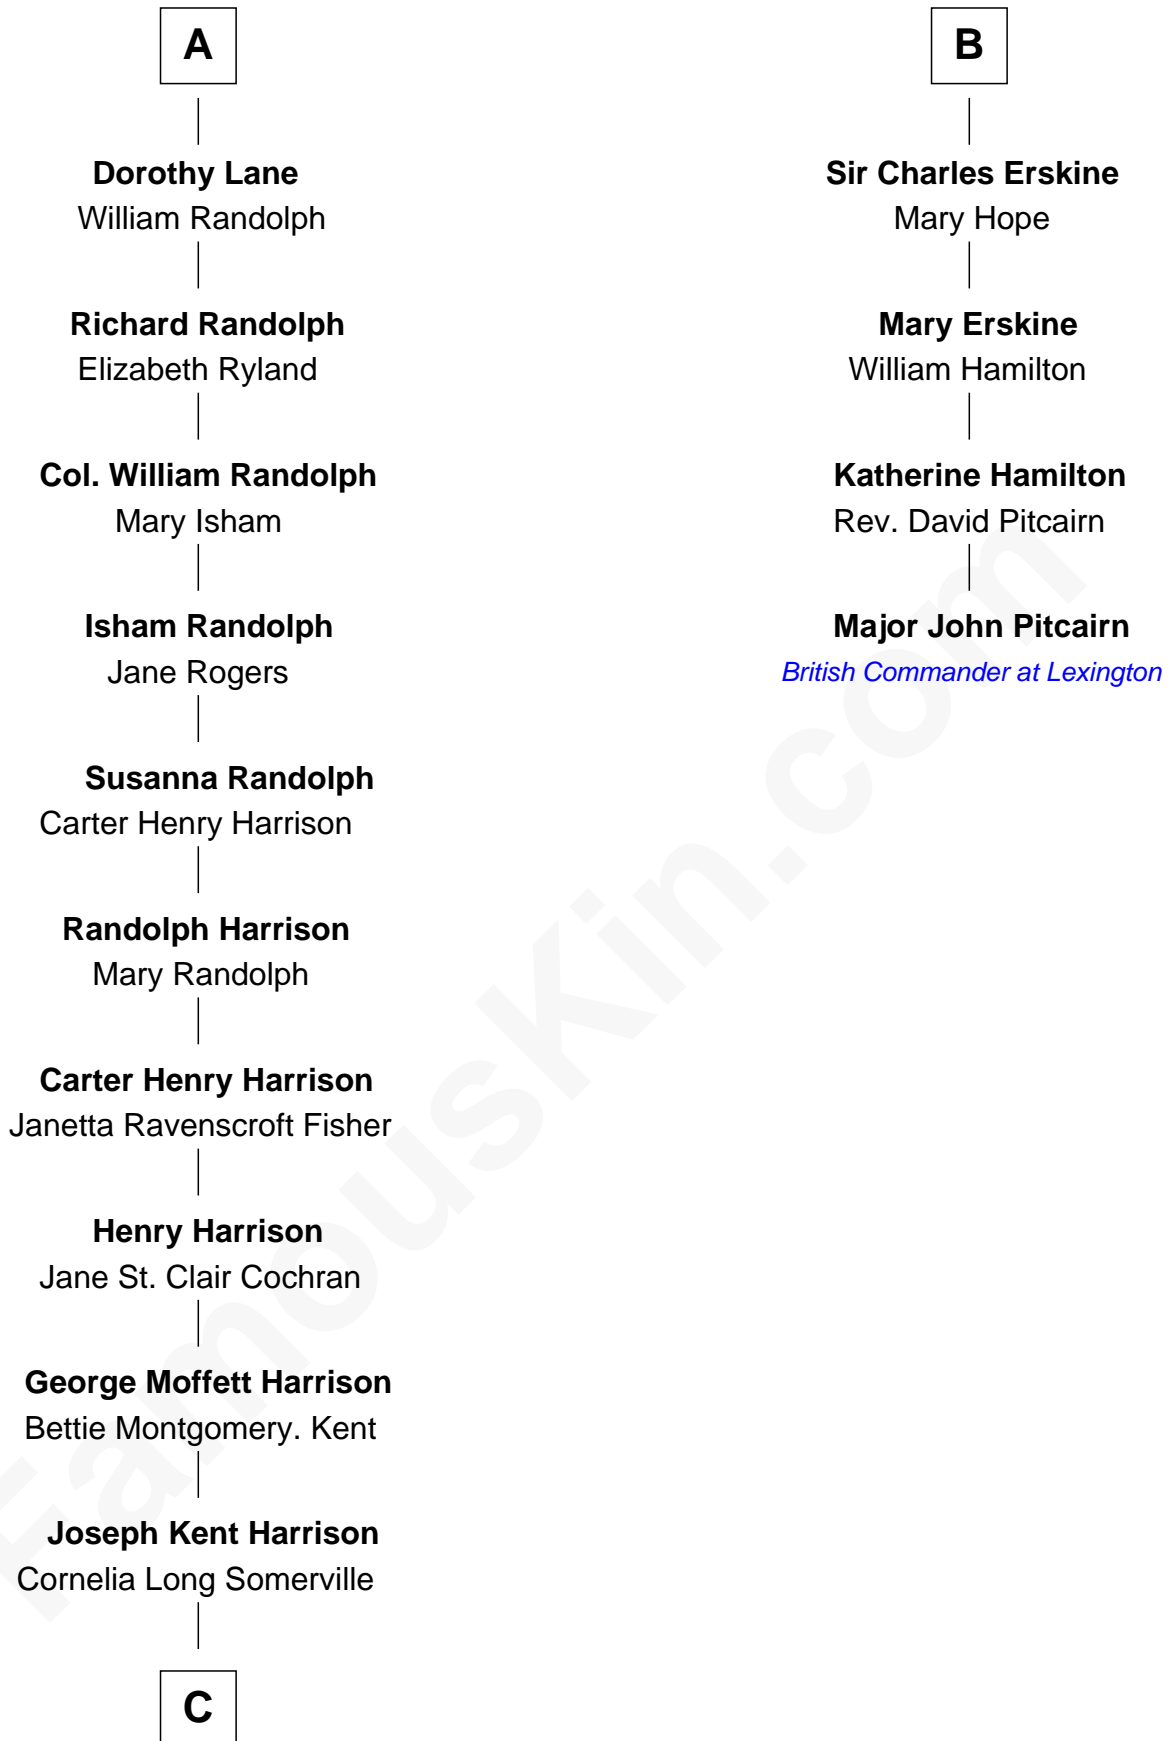 A
Dorothy Lane
William Randolph
Richard Randolph
Elizabeth Ryland
Col. William Randolph
Mary Isham
Isham Randolph
Jane Rogers
Susanna Randolph
Carter Henry Harrison
Randolph Harrison
Mary Randolph
Carter Henry Harrison
Janetta Ravenscroft Fisher
Henry Harrison
Jane St. Clair Cochran
George Moffett Harrison
Bettie Montgomery. Kent
Joseph Kent Harrison
Cornelia Long Somerville
C
B
Sir Charles Erskine
Mary Hope
Mary Erskine
William Hamilton
Katherine Hamilton
Rev. David Pitcairn
Major John Pitcairn
British Commander at Lexington
FamousKin.com